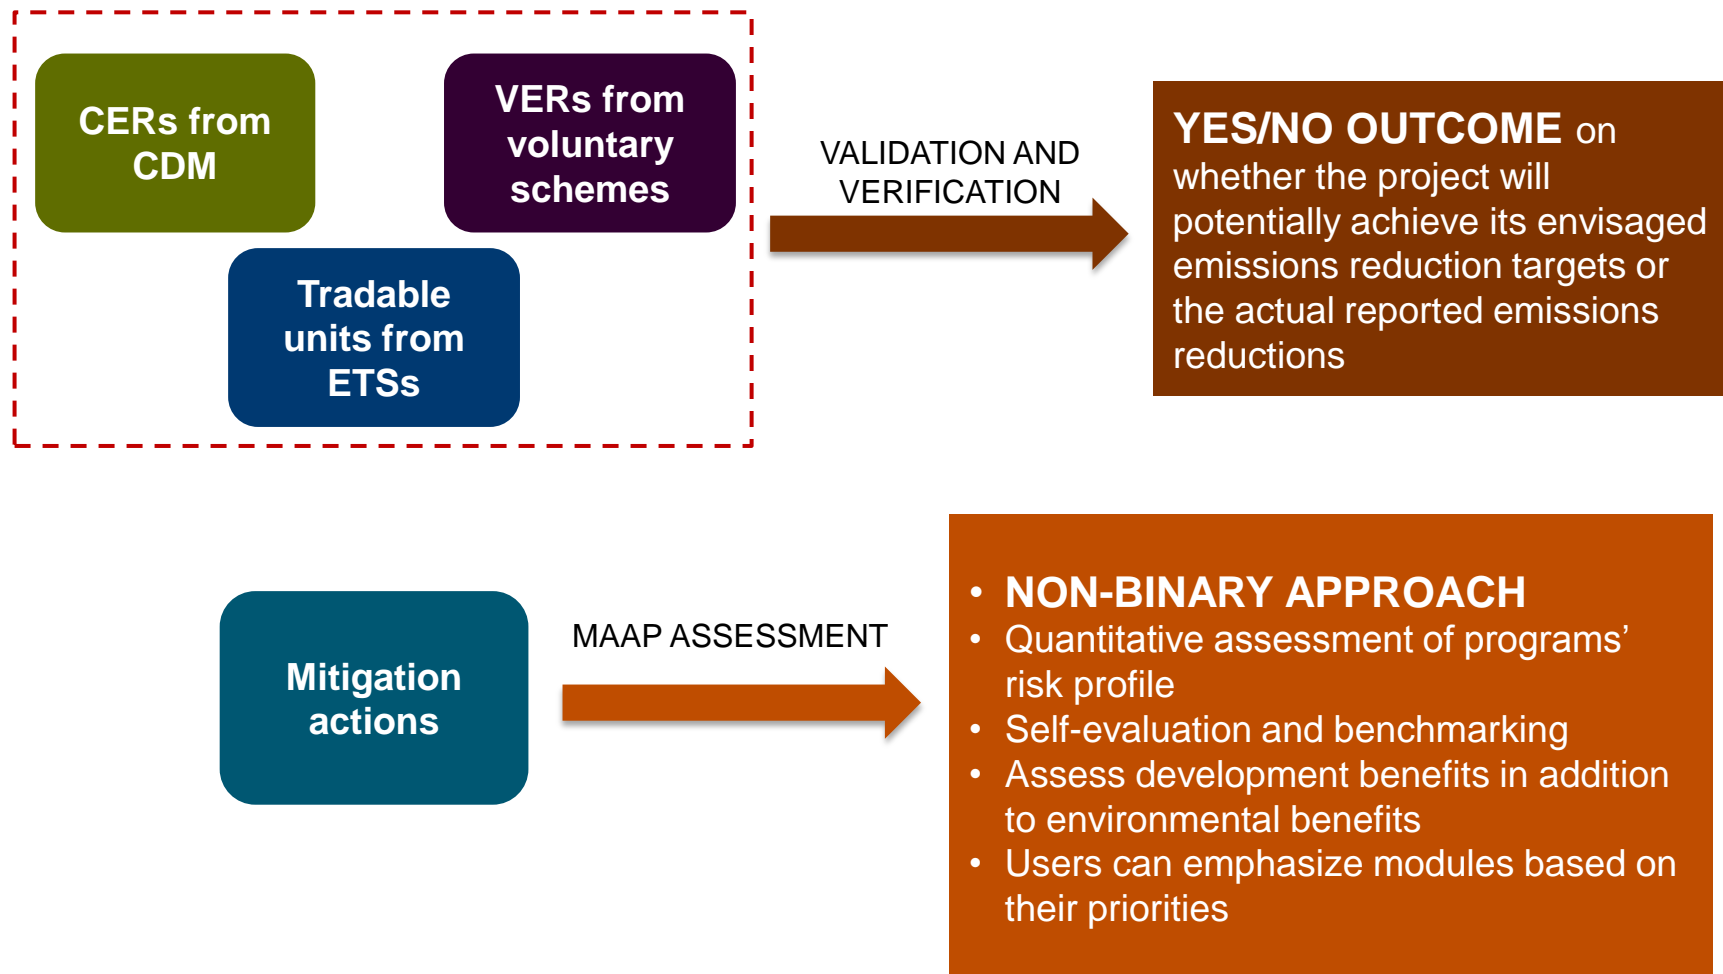 CERs from
CDM
VERs from
voluntary
schemes
Tradable
units from
ETSs
VALIDATION AND
VERIFICATION
YES/NO OUTCOME on
whether the project will
potentially achieve its envisaged
emissions reduction targets or
the actual reported emissions
reductions
Mitigation
actions
MAAP ASSESSMENT
• NON-BINARY APPROACH
• Quantitative assessment of programs’
risk profile
• Self-evaluation and benchmarking
• Assess development benefits in addition
to environmental benefits
• Users can emphasize modules based on
their priorities